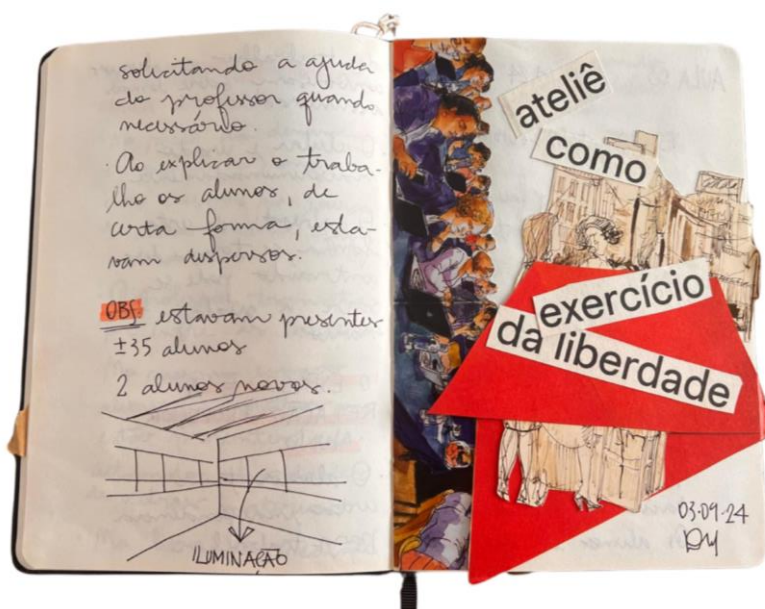 solicitando a ajuda
do professor quando
necessário.
· Ao explicar o traba-
lho os alunos, de
certa forma, esta-
vam dispersos.
OBS. estavam presentes
±35 alunos
2 alunos novos.
ILUMINAÇÃO
ateliê
como
exercício
da liberdade
03.09.24